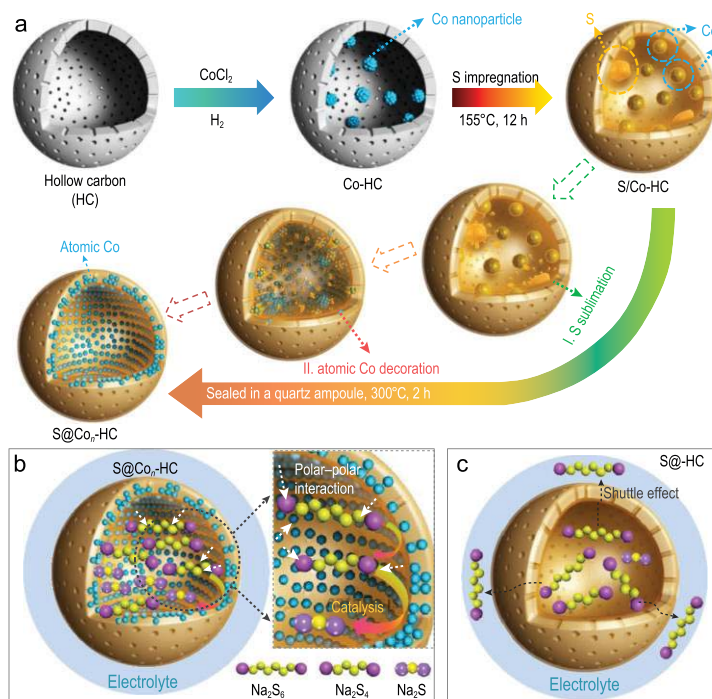 a
Hollow carbon
(HC)
CoCl₂
H₂
Co nanoparticle
Co-HC
S impregnation
155°C, 12 h
S
S/Co-HC
Atomic Co
S@Coₙ-HC
II. atomic Co decoration
I. S sublimation
Sealed in a quartz ampoule, 300°C, 2 h
b
S@Coₙ-HC
Polar–polar
interaction
Catalysis
Electrolyte
Na₂S₆
Na₂S₄
Na₂S
c
S@-HC
Shuttle effect
Electrolyte